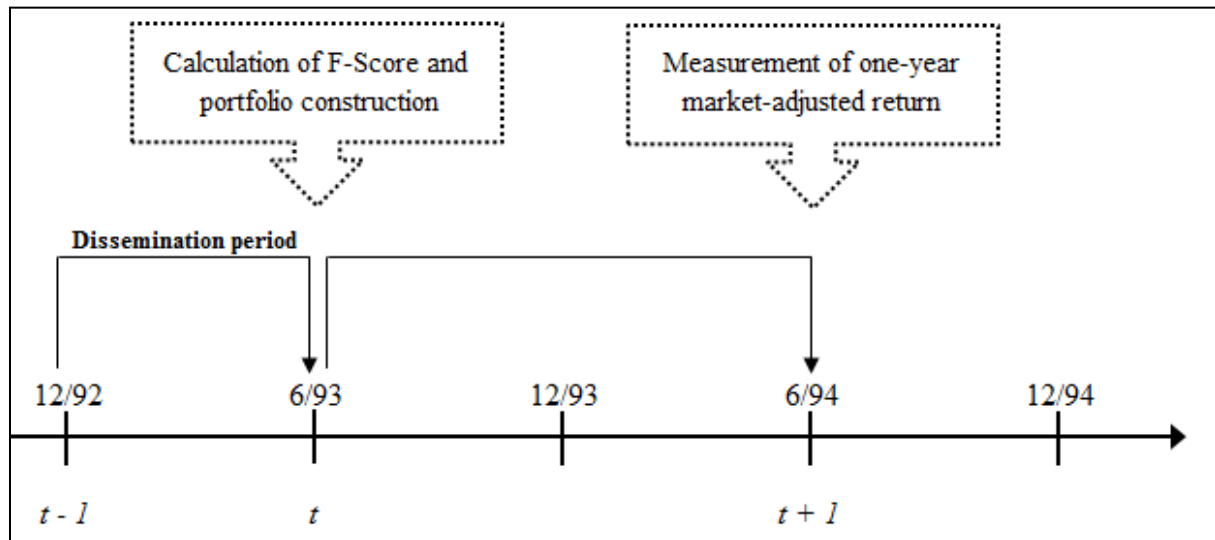 Calculation of F-Score and
portfolio construction
Measurement of one-year
market-adjusted return
Dissemination period
12/92
6/93
12/93
6/94
12/94
t - 1
t
t + 1